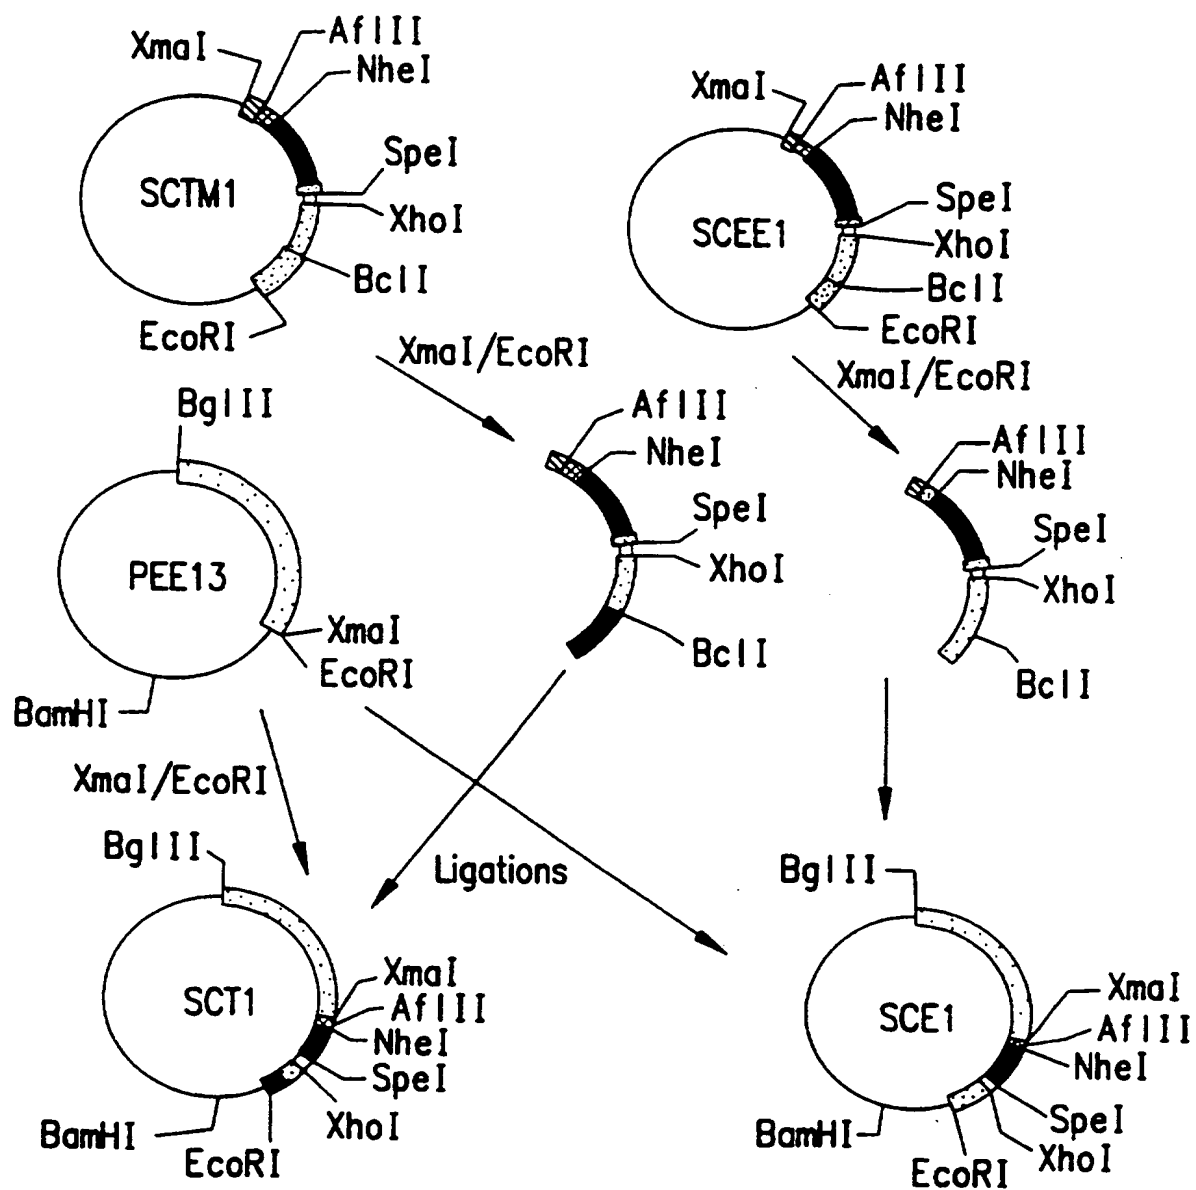 XmaI
AflII
NheI
SCTM1
SpeI
XhoI
BclI
EcoRI
XmaI
AflII
NheI
SCEE1
SpeI
XhoI
BclI
EcoRI
XmaI/EcoRI
XmaI/EcoRI
BglII
PEE13
XmaI
EcoRI
BamHI
AflII
NheI
SpeI
XhoI
BclI
AflII
NheI
SpeI
XhoI
BclI
XmaI/EcoRI
Ligations
BglII
SCT1
XmaI
AflII
NheI
SpeI
XhoI
BamHI
EcoRI
BglII
SCE1
XmaI
AflII
NheI
SpeI
XhoI
BamHI
EcoRI